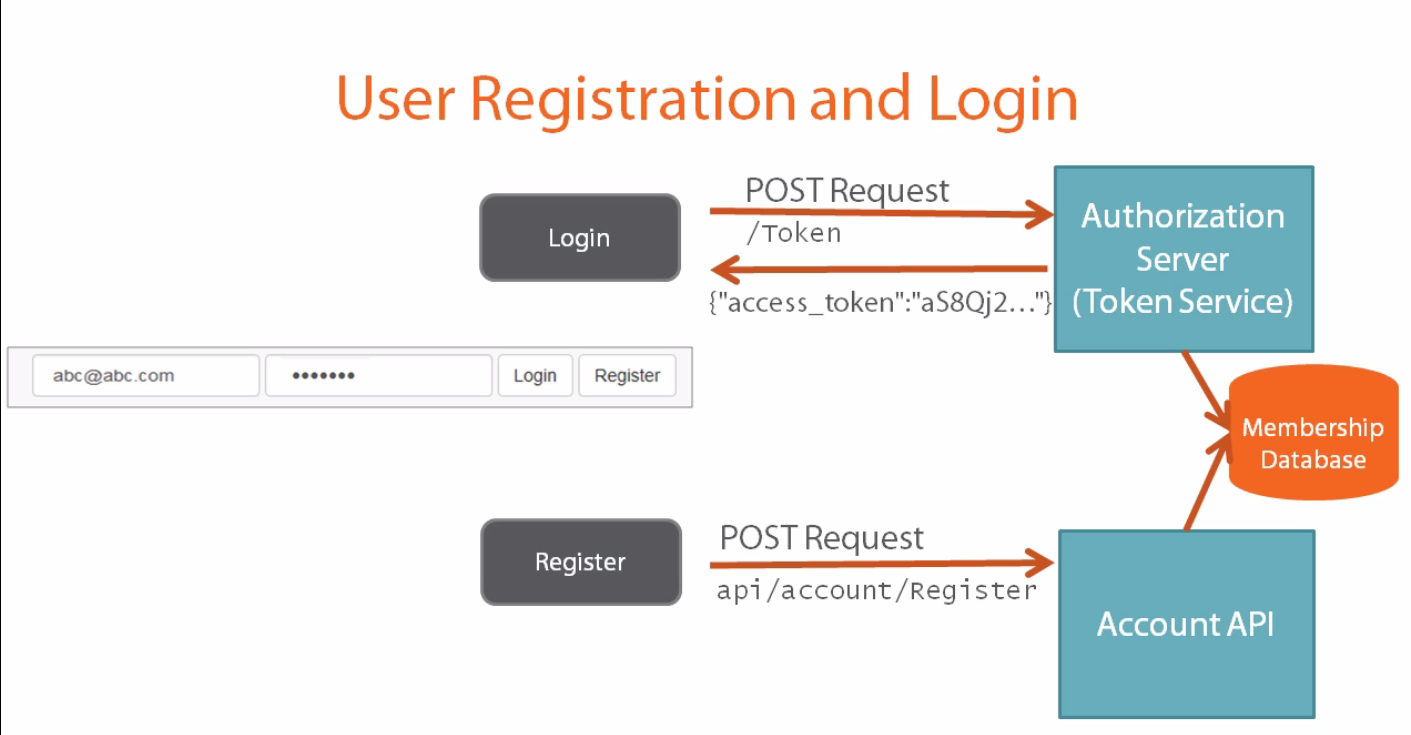 User Registration and Login
POST Request
Login
/Token
Authorization
Server
(Token Service)
{"access_token":"aS8Qj2..."}
abc@abc.com
•••••••
Login
Register
Membership
Database
POST Request
Register
api/account/Register
Account API